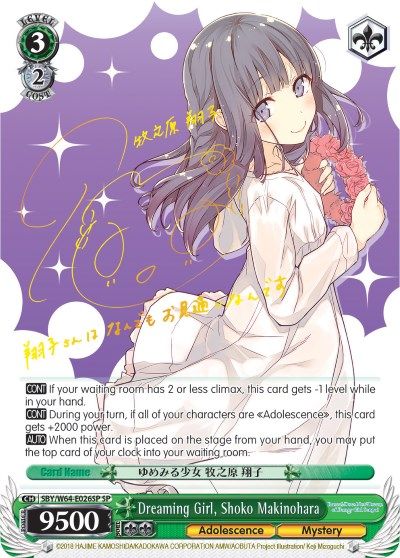 LEVEL
3
2
COST
牧之原 翔子
翔子さんはなんでもお見通しなんです
CONT If your waiting room has 2 or less climax, this card gets -1 level while
in your hand.
CONT During your turn, if all of your characters are «Adolescence», this card
gets +2000 power.
AUTO When this card is placed on the stage from your hand, you may put
the top card of your clock into your waiting room.
Card Name
ゆめみる少女 牧之原 翔子
CH SBY/W64-E026SP SP
9500
Dreaming Girl, Shoko Makinohara
Adolescence
Mystery
©2018 HAJIME KAMOSHIDA/KADOKAWA CORPORATION AMW/AOBUTA Project Illustration/ Keji Mizoguchi